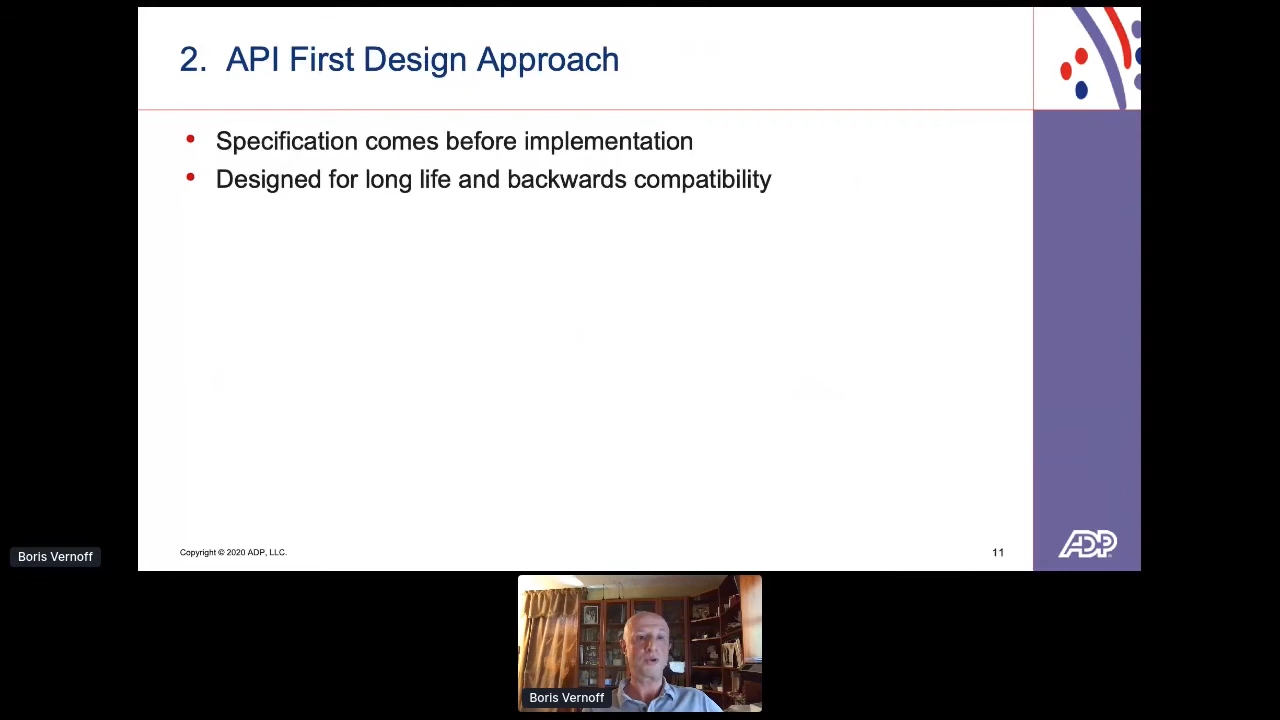 2. API First Design Approach
• Specification comes before implementation
• Designed for long life and backwards compatibility
Copyright © 2020 ADP, LLC.
11
ADP
Boris Vernoff
Boris Vernoff